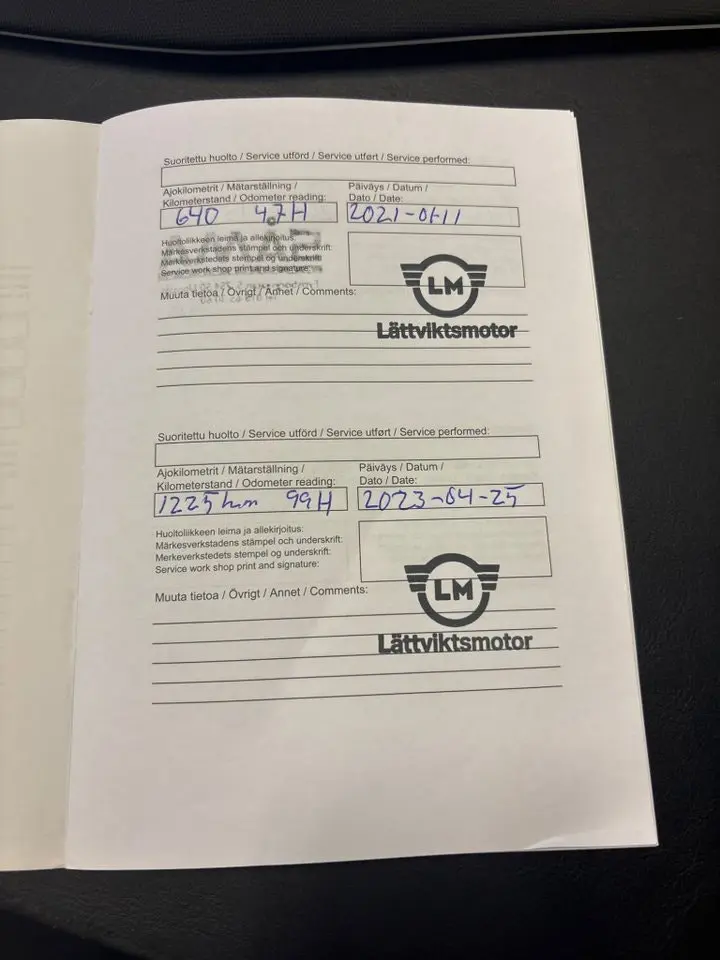 Suoritettu huolto / Service utförd / Service utført / Service performed:
Ajokilometrit / Mätarställning /
Kilometerstand / Odometer reading:
Päiväys / Datum /
Dato / Date:
640 47H
2021-01-11
Huoltoliikkeen leima ja allekirjoitus:
Märkesverkstadens stämpel och underskrift:
Merkeverkstedets stempel og underskrift:
Service work shop print and signature:
LM
Lättviktsmotor
Muuta tietoa / Övrigt / Annet / Comments:
Suoritettu huolto / Service utförd / Service utført / Service performed:
Ajokilometrit / Mätarställning /
Kilometerstand / Odometer reading:
Päiväys / Datum /
Dato / Date:
1225 km 99H
2023-04-25
Huoltoliikkeen leima ja allekirjoitus:
Märkesverkstadens stämpel och underskrift:
Merkeverkstedets stempel og underskrift:
Service work shop print and signature:
LM
Lättviktsmotor
Muuta tietoa / Övrigt / Annet / Comments: